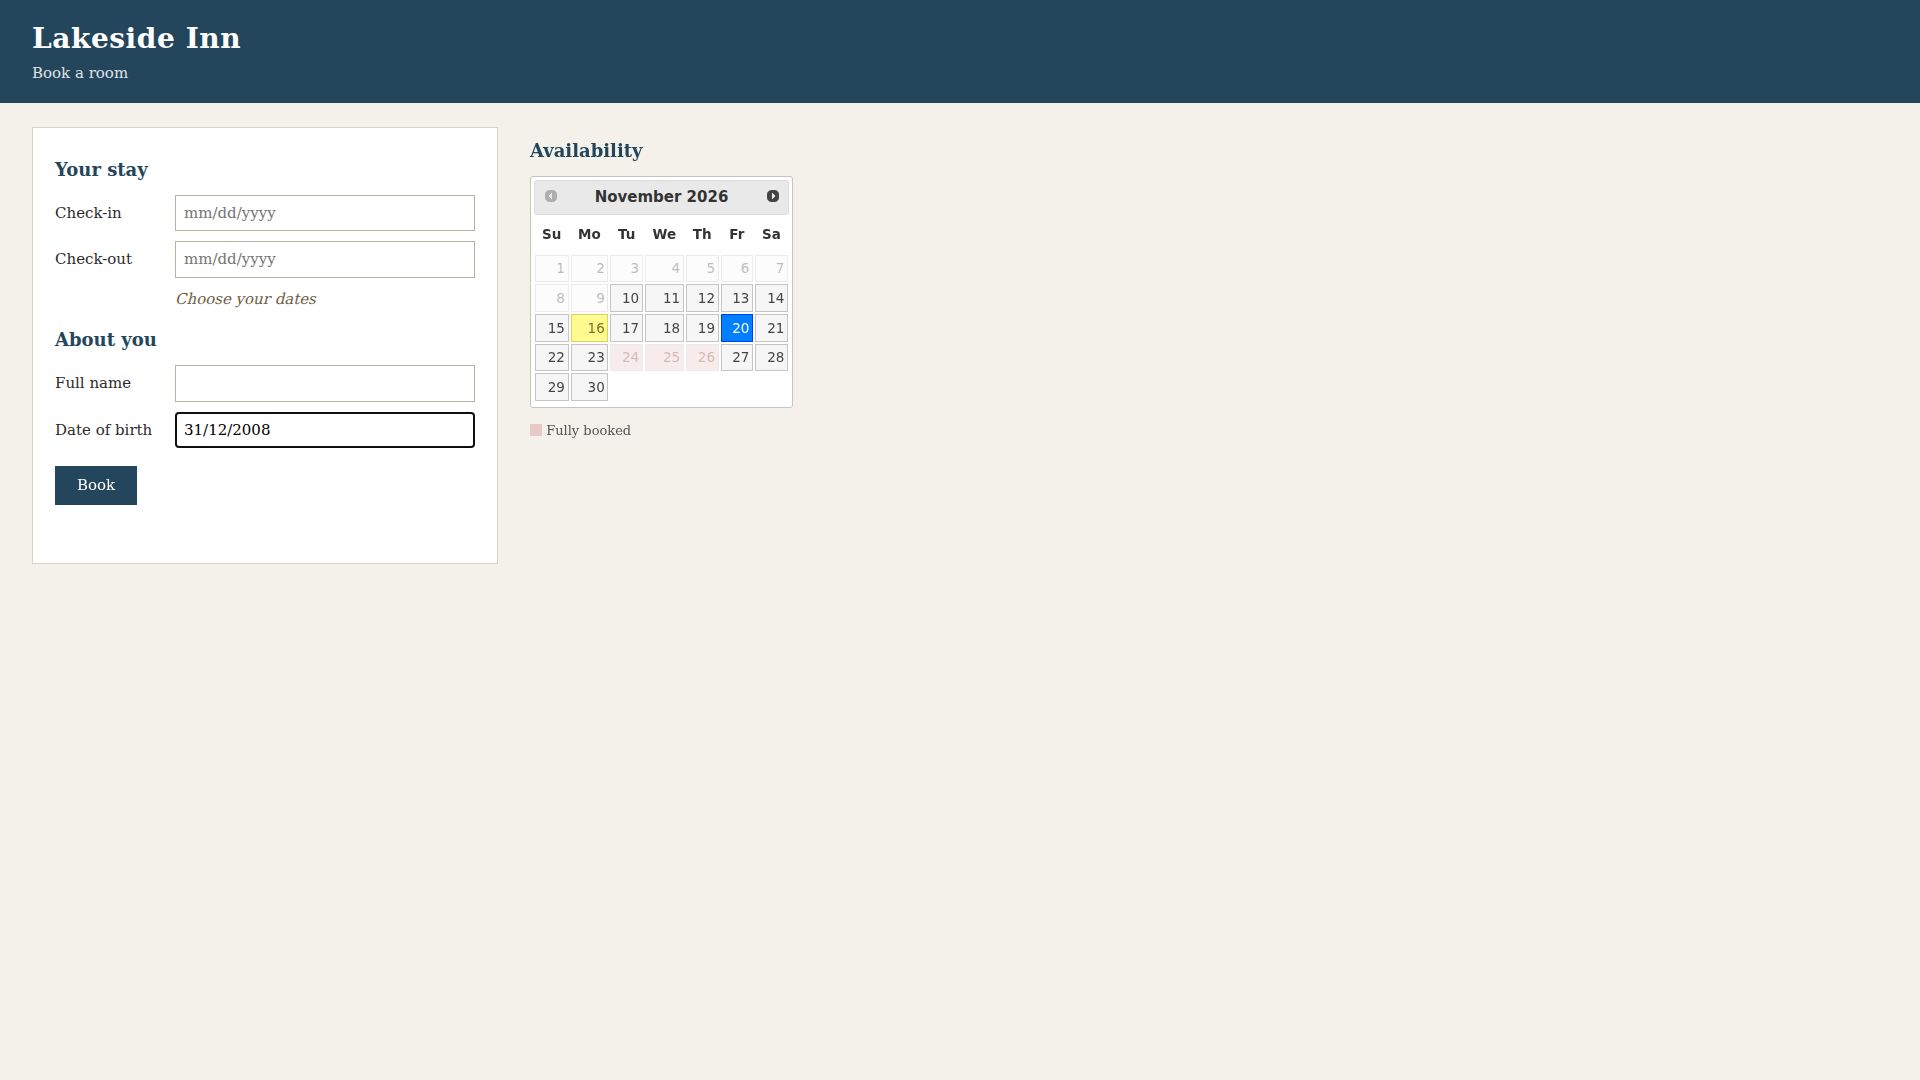 Lakeside Inn
Book a room
Your stay
Check-in mm/dd/yyyy
Check-out mm/dd/yyyy
Choose your dates
About you
Full name
Date of birth 31/12/2008
Book
Availability
November 2026
Su Mo Tu We Th Fr Sa
1 2 3 4 5 6 7
8 9 10 11 12 13 14
15 16 17 18 19 20 21
22 23 24 25 26 27 28
29 30
Fully booked